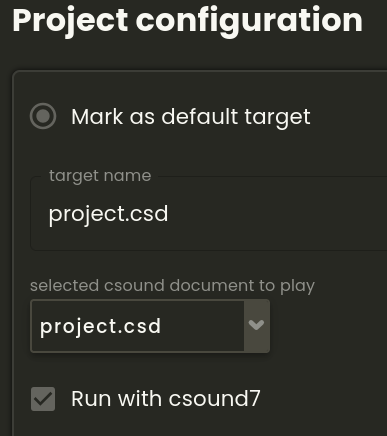 Project configuration
Mark as default target
target name
project.csd
selected csound document to play
project.csd
Run with csound7